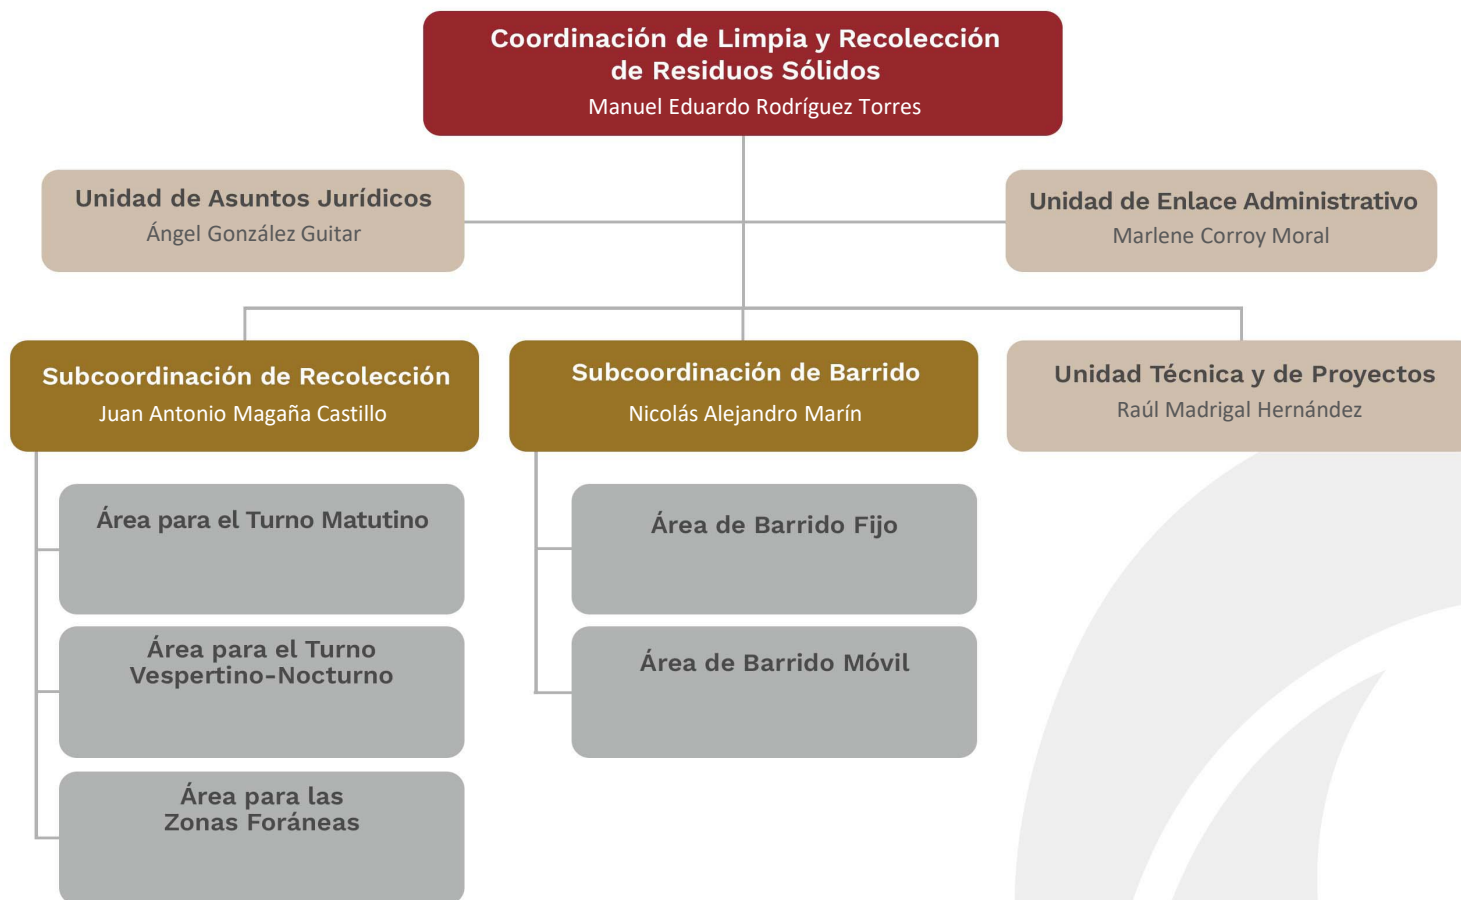 Coordinación de Limpia y Recolección
de Residuos Sólidos
Manuel Eduardo Rodríguez Torres
Unidad de Asuntos Jurídicos
Ángel González Guitar
Unidad de Enlace Administrativo
Marlene Corroy Moral
Subcoordinación de Recolección
Juan Antonio Magaña Castillo
Subcoordinación de Barrido
Nicolás Alejandro Marín
Unidad Técnica y de Proyectos
Raúl Madrigal Hernández
Área para el Turno Matutino
Área para el Turno
Vespertino-Nocturno
Área para las
Zonas Foráneas
Área de Barrido Fijo
Área de Barrido Móvil